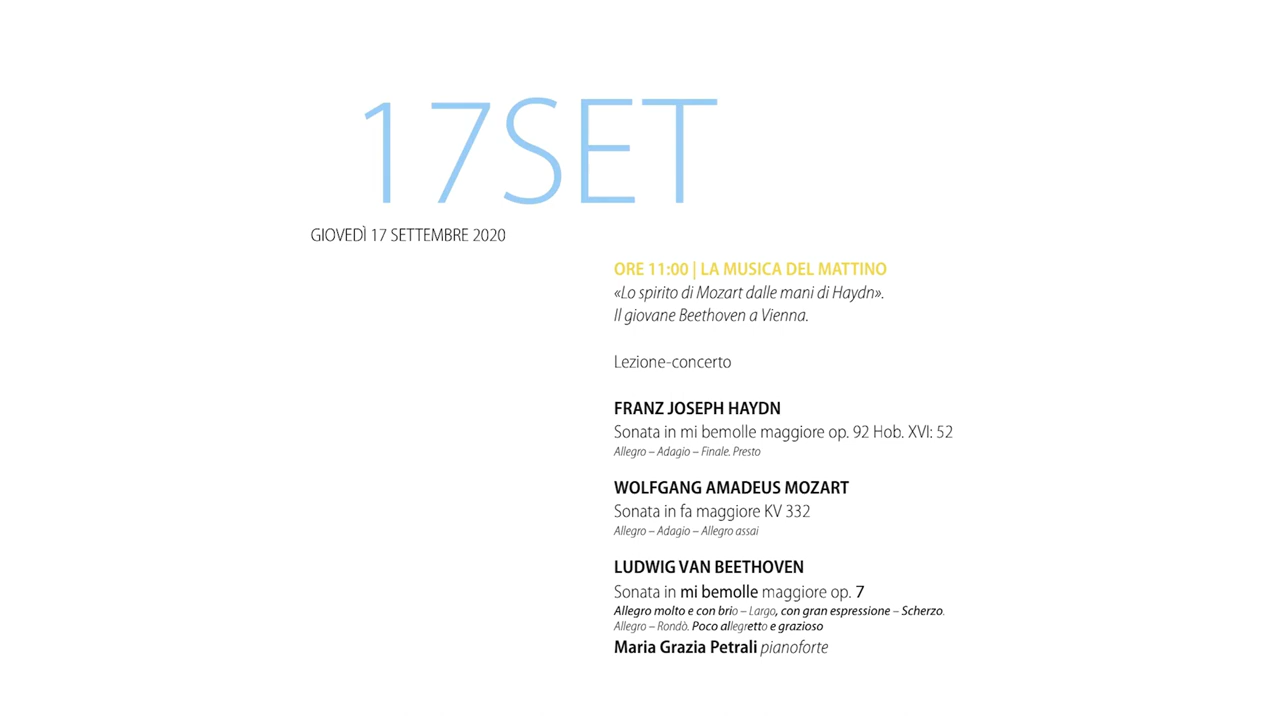 17SET
GIOVEDÌ 17 SETTEMBRE 2020
ORE 11:00 | LA MUSICA DEL MATTINO
«Lo spirito di Mozart dalle mani di Haydn».
Il giovane Beethoven a Vienna.
Lezione-concerto
FRANZ JOSEPH HAYDN
Sonata in mi bemolle maggiore op. 92 Hob. XVI: 52
Allegro – Adagio – Finale. Presto
WOLFGANG AMADEUS MOZART
Sonata in fa maggiore KV 332
Allegro – Adagio – Allegro assai
LUDWIG VAN BEETHOVEN
Sonata in mi bemolle maggiore op. 7
Allegro molto e con brio – Largo, con gran espressione – Scherzo.
Allegro – Rondò. Poco allegretto e grazioso
Maria Grazia Petrali pianoforte